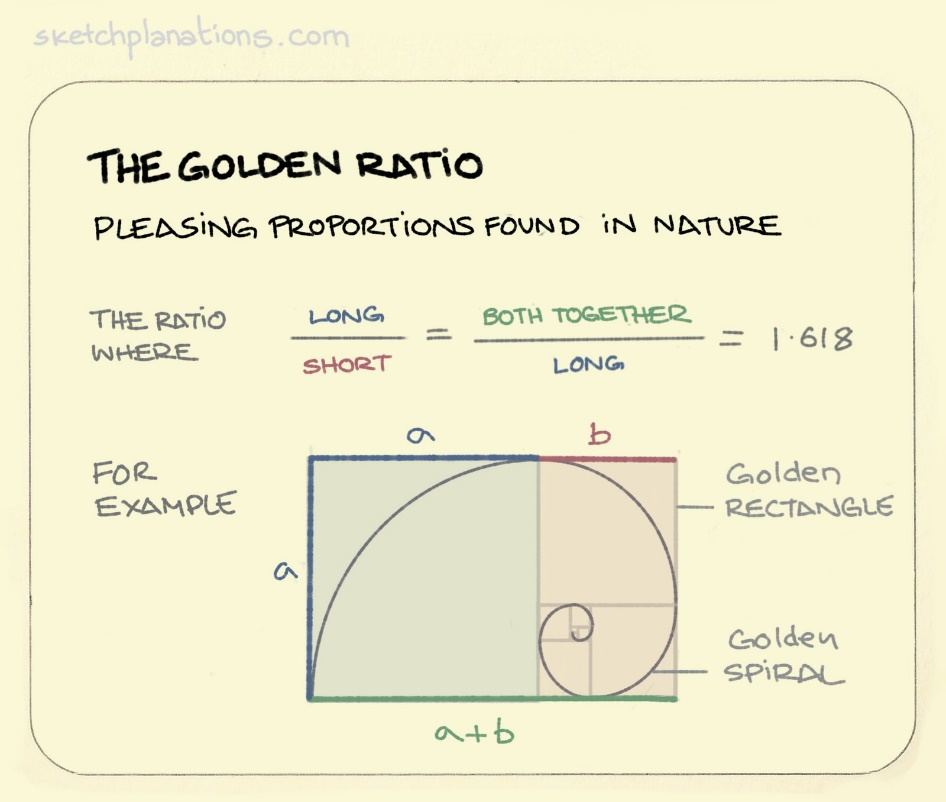 sketchplanations.com
THE GOLDEN RATIO
PLEASING PROPORTIONS FOUND IN NATURE
THE RATIO
WHERE
LONG
SHORT
=
BOTH TOGETHER
LONG
= 1.618
FOR
EXAMPLE
a
b
a
Golden
RECTANGLE
Golden
SPIRAL
a+b